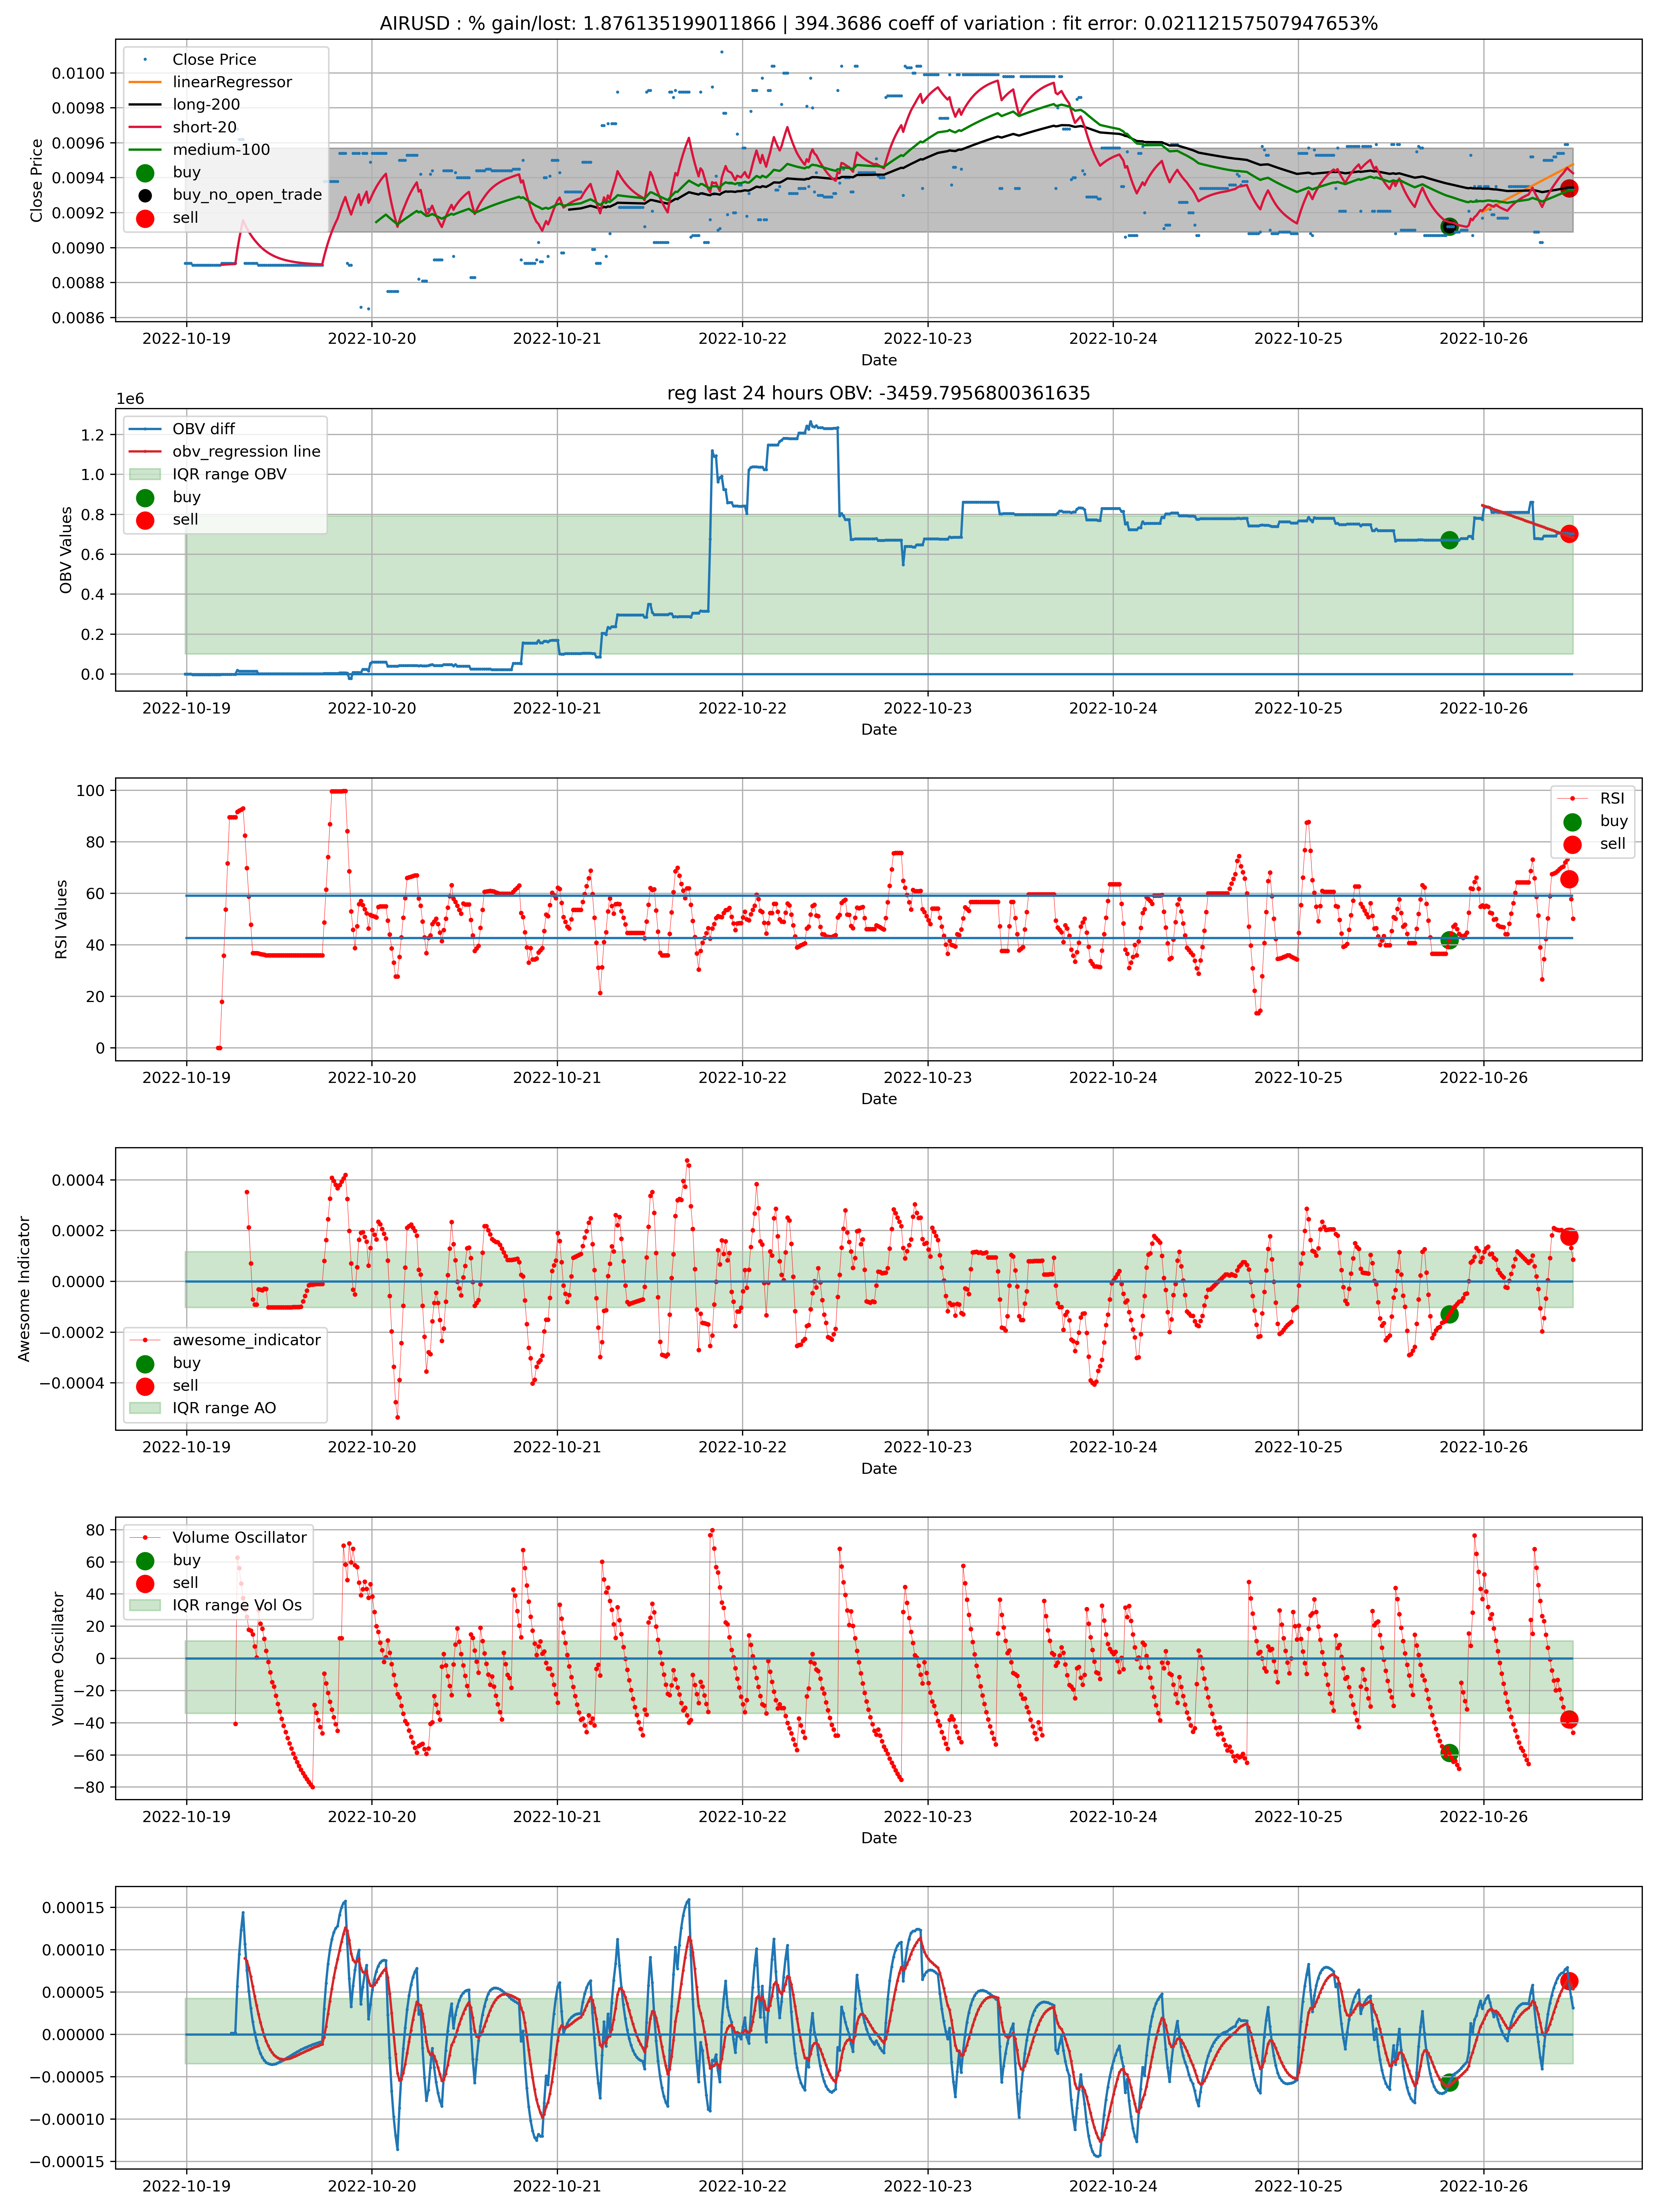 AIRUSD : % gain/lost: 1.876135199011866 | 394.3686 coeff of variation : fit error: 0.02112157507947653%
Close Price
linearRegressor
long-200
short-20
medium-100
buy
buy_no_open_trade
sell
Close Price
0.0100
0.0098
0.0096
0.0094
0.0092
0.0090
0.0088
0.0086
2022-10-19 2022-10-20 2022-10-21 2022-10-22 2022-10-23 2022-10-24 2022-10-25 2022-10-26
Date
reg last 24 hours OBV: -3459.7956800361635
1e6
OBV diff
obv_regression line
IQR range OBV
buy
sell
OBV Values
1.2
1.0
0.8
0.6
0.4
0.2
0.0
2022-10-19 2022-10-20 2022-10-21 2022-10-22 2022-10-23 2022-10-24 2022-10-25 2022-10-26
Date
RSI
buy
sell
RSI Values
100
80
60
40
20
0
2022-10-19 2022-10-20 2022-10-21 2022-10-22 2022-10-23 2022-10-24 2022-10-25 2022-10-26
Date
Awesome Indicator
0.0004
0.0002
0.0000
−0.0002
−0.0004
awesome_indicator
buy
sell
IQR range AO
2022-10-19 2022-10-20 2022-10-21 2022-10-22 2022-10-23 2022-10-24 2022-10-25 2022-10-26
Date
Volume Oscillator
buy
sell
IQR range Vol Os
Volume Oscillator
80
60
40
20
0
−20
−40
−60
−80
2022-10-19 2022-10-20 2022-10-21 2022-10-22 2022-10-23 2022-10-24 2022-10-25 2022-10-26
Date
0.00015
0.00010
0.00005
0.00000
−0.00005
−0.00010
−0.00015
2022-10-19 2022-10-20 2022-10-21 2022-10-22 2022-10-23 2022-10-24 2022-10-25 2022-10-26